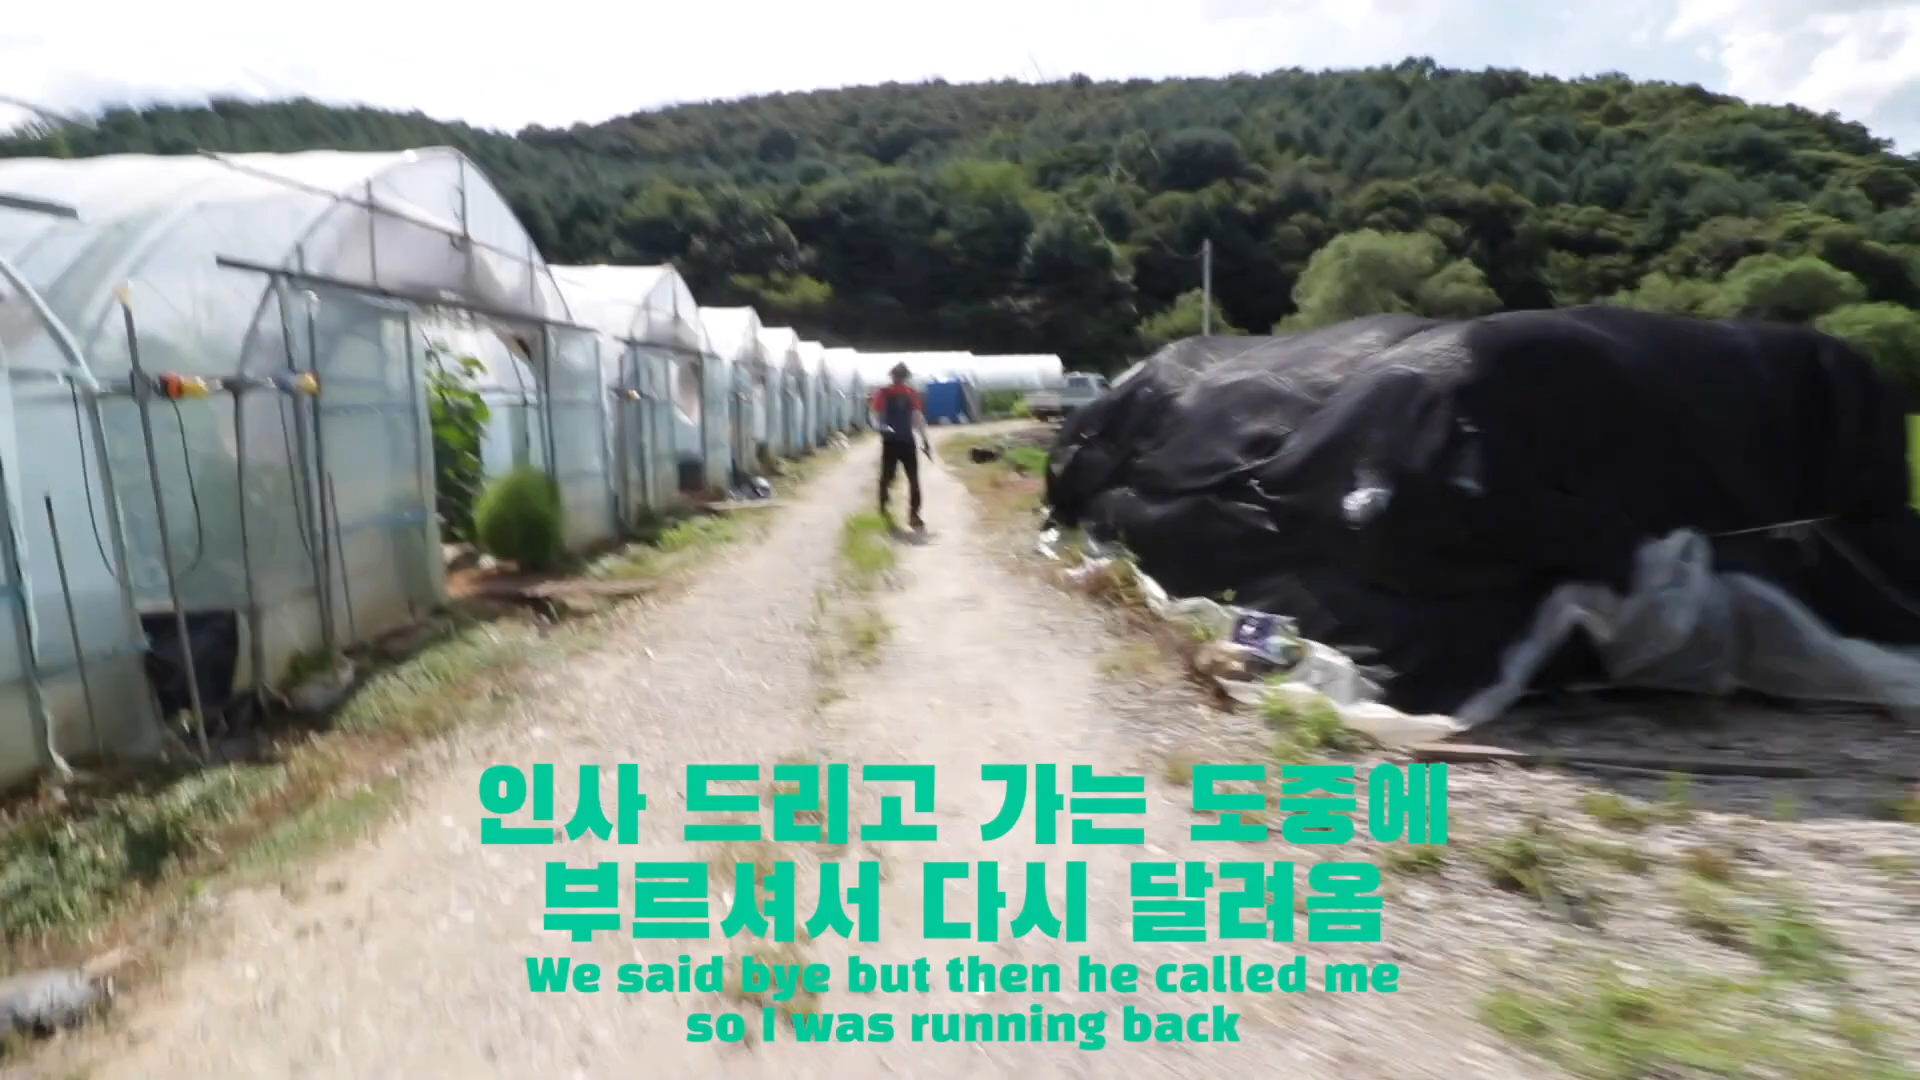 인사 드리고 가는 도중에
부르셔서 다시 달려옴
We said bye but then he called me
so I was running back